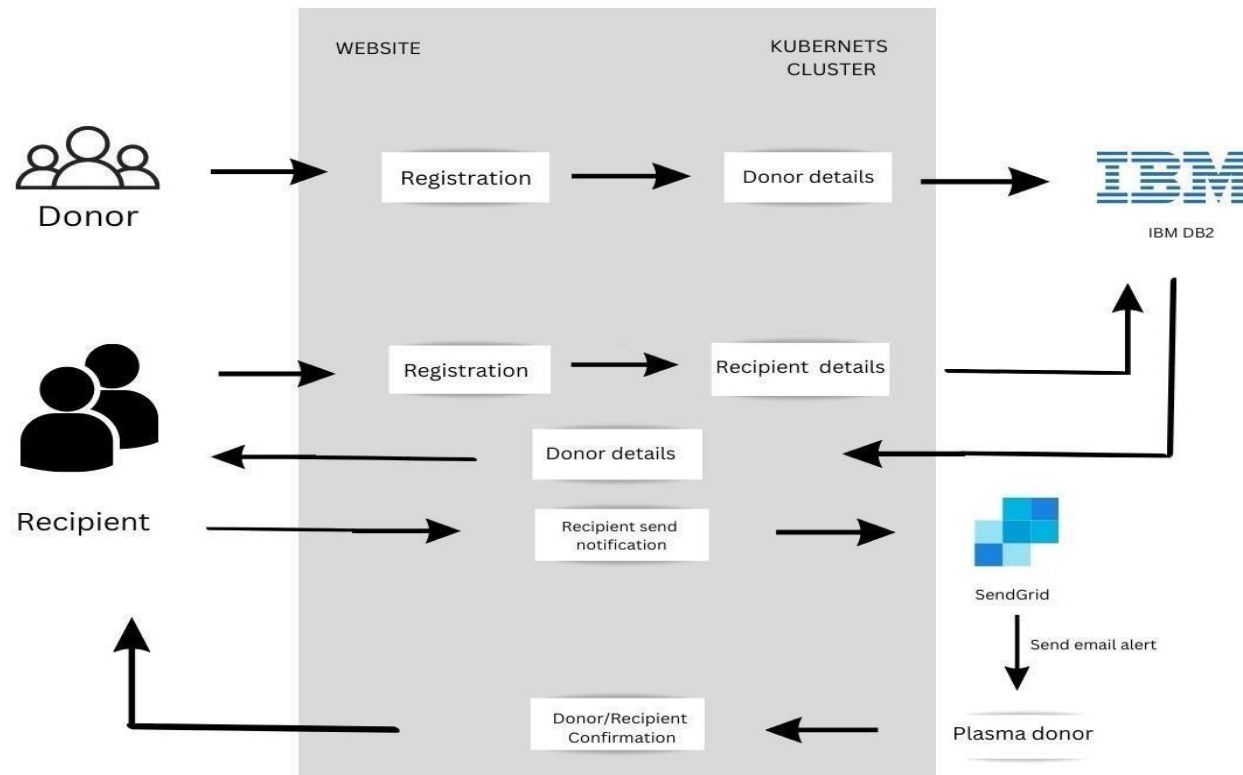 WEBSITE
KUBERNETS
CLUSTER
Donor
Registration
Donor details
IBM
IBM DB2
Registration
Recipient details
Donor details
Recipient
Recipient send
notification
SendGrid
Send email alert
Donor/Recipient
Confirmation
Plasma donor